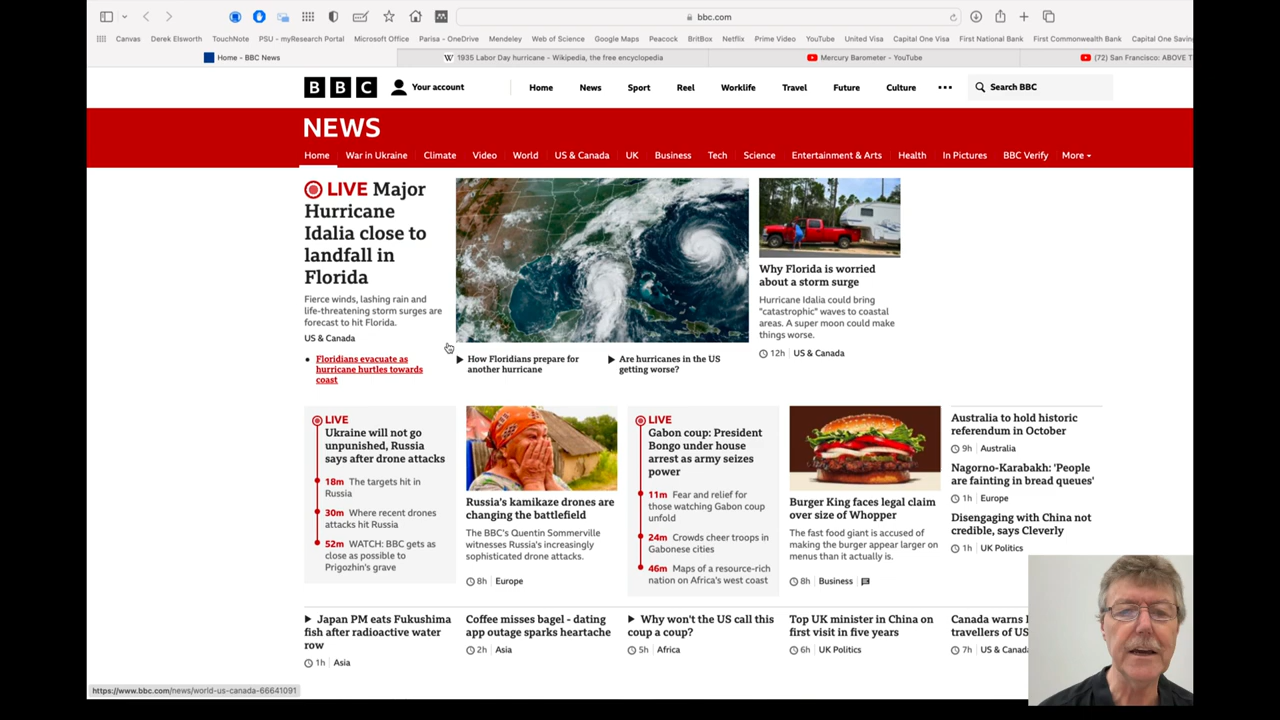 bbc.com
Canvas
Derek Elsworth
TouchNote
PSU - myResearch Portal
Microsoft Office
Parisa - OneDrive
Mendeley
Web of Science
Google Maps
Peacock
BritBox
Netflix
Prime Video
YouTube
United Visa
Capital One Visa
First National Bank
First Commonwealth Bank
Capital One Savin
Home - BBC News
1935 Labor Day hurricane - Wikipedia, the free encyclopedia
Mercury Barometer - YouTube
(72) San Francisco: ABOVE T
BBC
Your account
Home
News
Sport
Reel
Worklife
Travel
Future
Culture
Search BBC
NEWS
Home
War in Ukraine
Climate
Video
World
US & Canada
UK
Business
Tech
Science
Entertainment & Arts
Health
In Pictures
BBC Verify
More
LIVE Major
Hurricane
Idalia close to
landfall in
Florida
Fierce winds, lashing rain and
life-threatening storm surges are
forecast to hit Florida.
US & Canada
Floridians evacuate as
hurricane hurtles towards
coast
How Floridians prepare for
another hurricane
Are hurricanes in the US
getting worse?
Why Florida is worried
about a storm surge
Hurricane Idalia could bring
"catastrophic" waves to coastal
areas. A super moon could make
things worse.
12h US & Canada
LIVE
Ukraine will not go
unpunished, Russia
says after drone attacks
18m The targets hit in
Russia
30m Where recent drones
attacks hit Russia
52m WATCH: BBC gets as
close as possible to
Prigozhin's grave
Russia's kamikaze drones are
changing the battlefield
The BBC's Quentin Sommerville
witnesses Russia's increasingly
sophisticated drone attacks.
8h Europe
LIVE
Gabon coup: President
Bongo under house
arrest as army seizes
power
11m Fear and relief for
those watching Gabon coup
unfold
24m Crowds cheer troops in
Gabonese cities
46m Maps of a resource-rich
nation on Africa's west coast
Burger King faces legal claim
over size of Whopper
The fast food giant is accused of
making the burger appear larger on
menus than it actually is.
8h Business
Australia to hold historic
referendum in October
9h Australia
Nagorno-Karabakh: 'People
are fainting in bread queues'
1h Europe
Disengaging with China not
credible, says Cleverly
1h UK Politics
Japan PM eats Fukushima
fish after radioactive water
row
1h Asia
Coffee misses bagel - dating
app outage sparks heartache
2h Asia
Why won't the US call this
coup a coup?
5h Africa
Top UK minister in China on
first visit in five years
6h UK Politics
Canada warns
travellers of US
7h US & Canada
https://www.bbc.com/news/world-us-canada-66641091